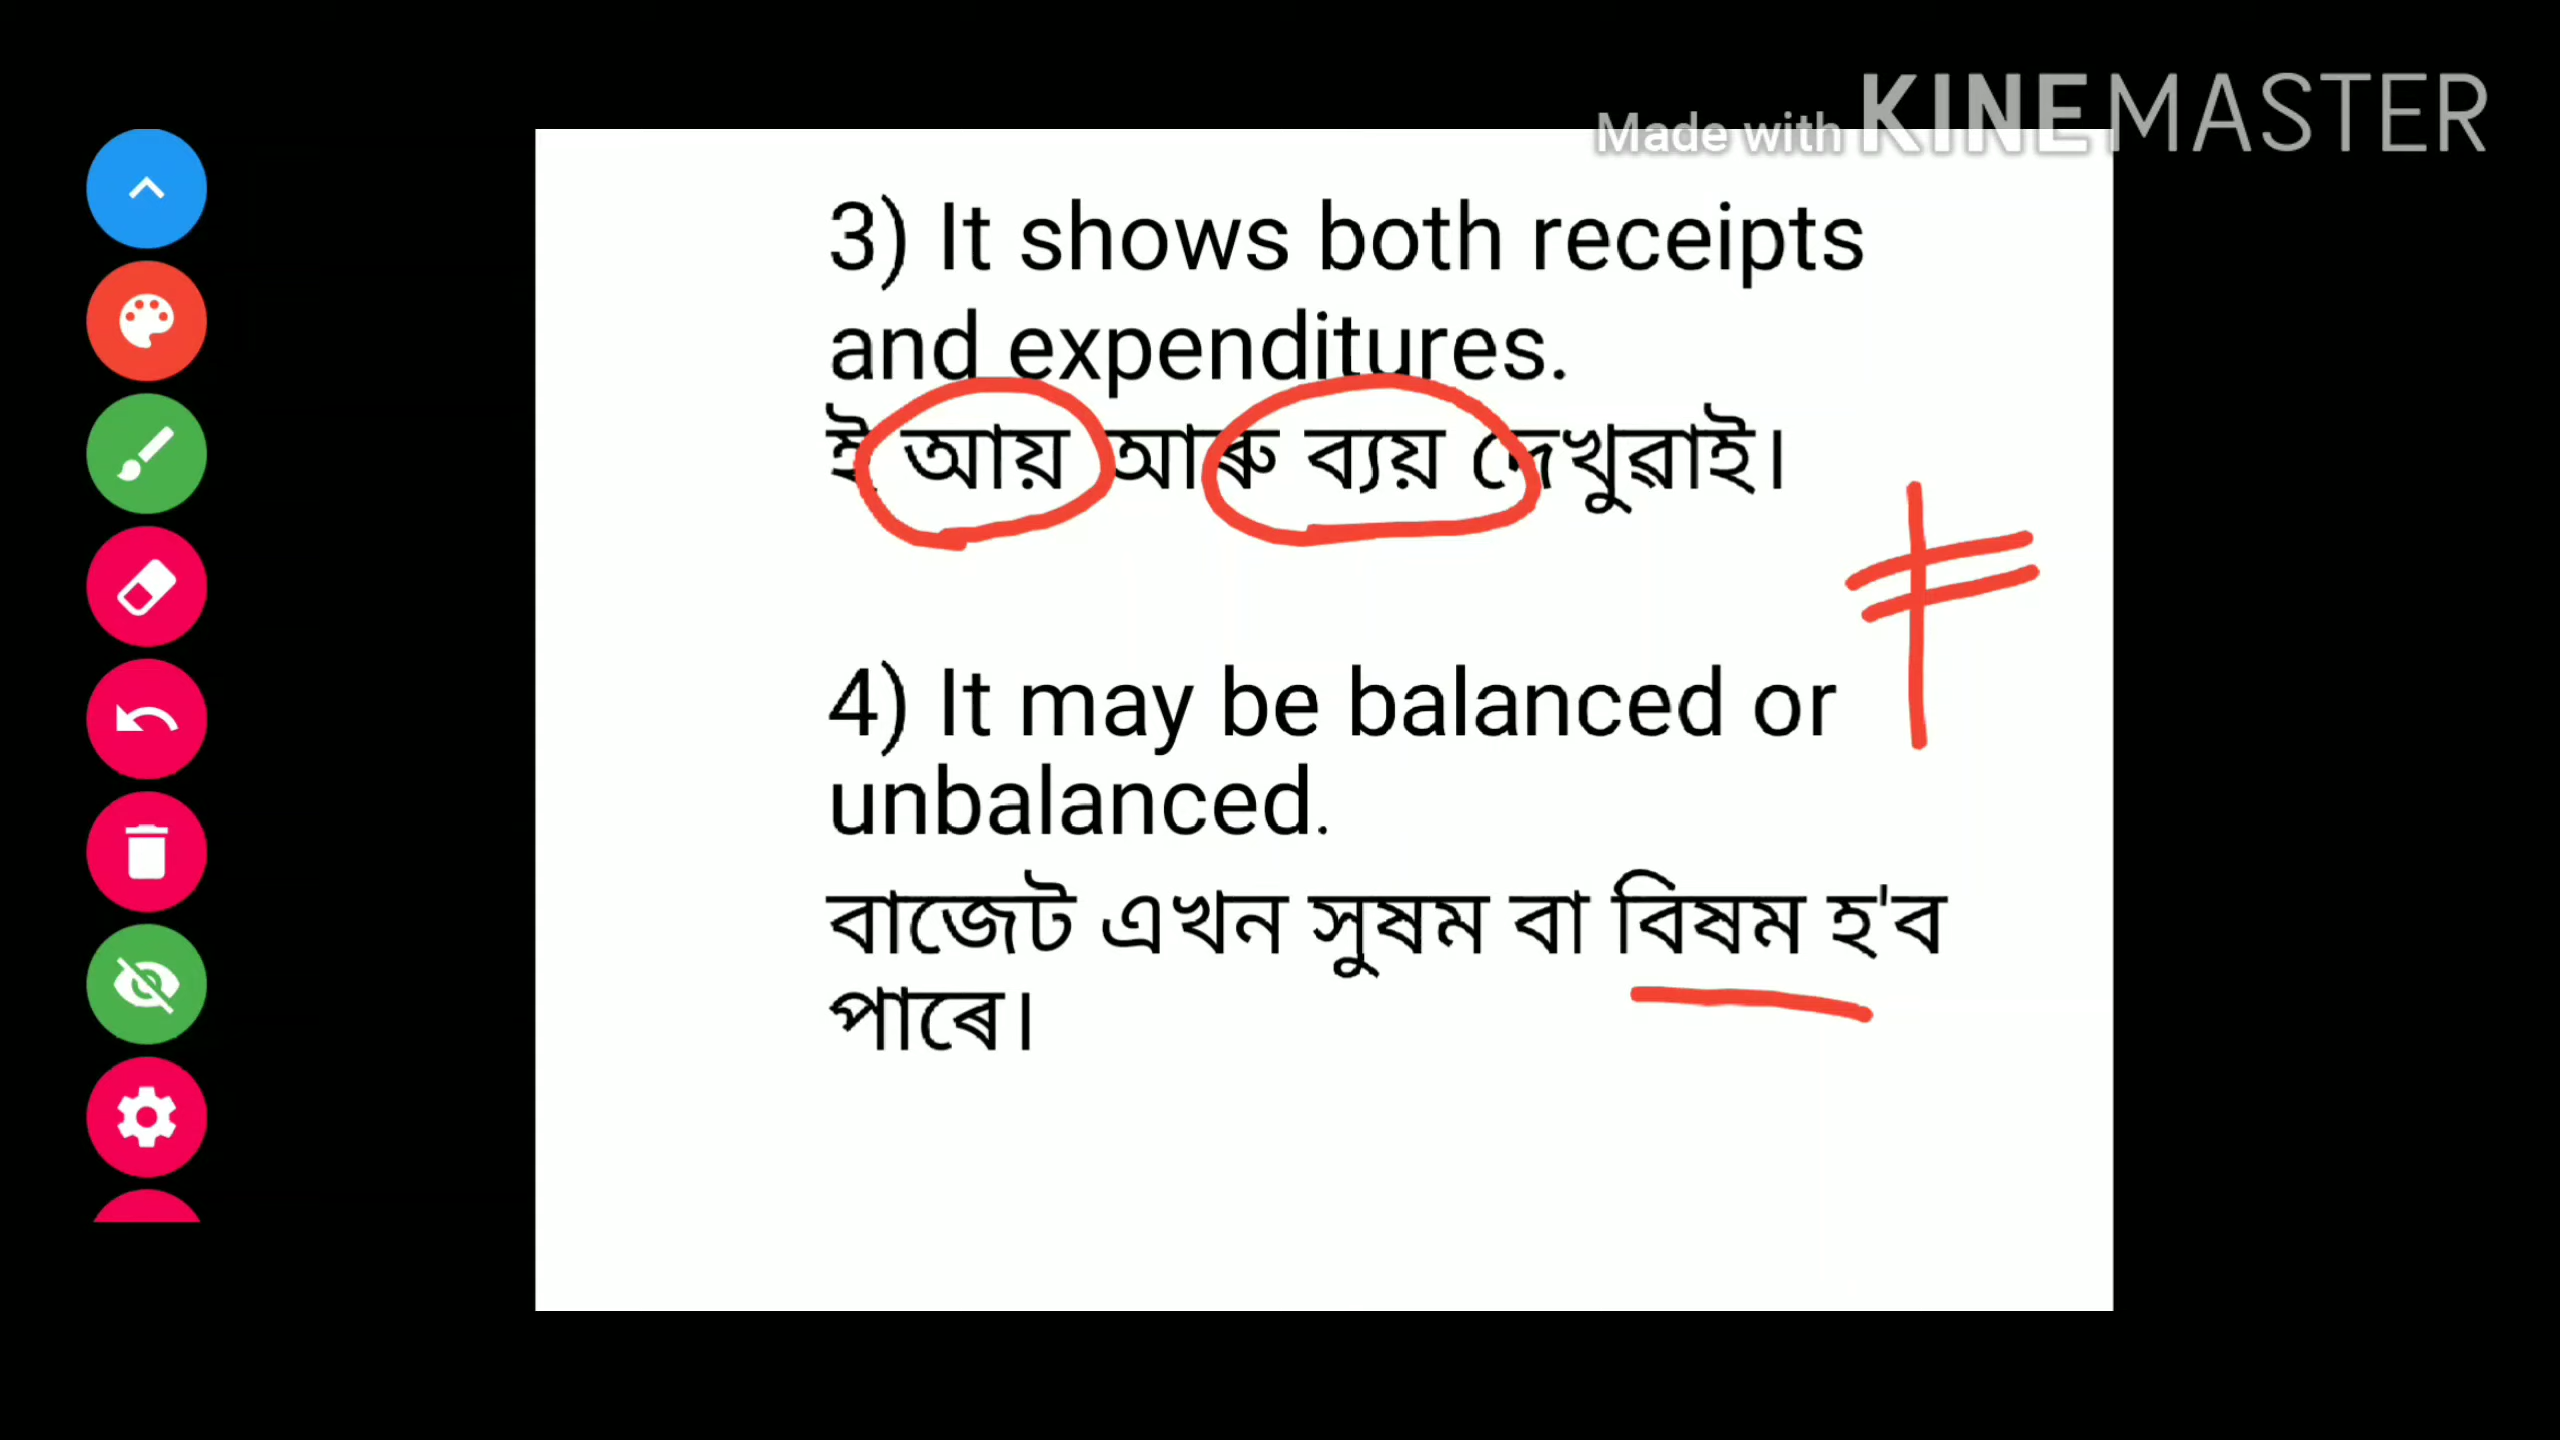 Made with KINEMASTER
3) It shows both receipts
and expenditures.
ই আয় আৰু ব্যয় দেখুৱাই।
4) It may be balanced or
unbalanced.
বাজেট এখন সুষম বা বিষম হ'ব
পাৰে।